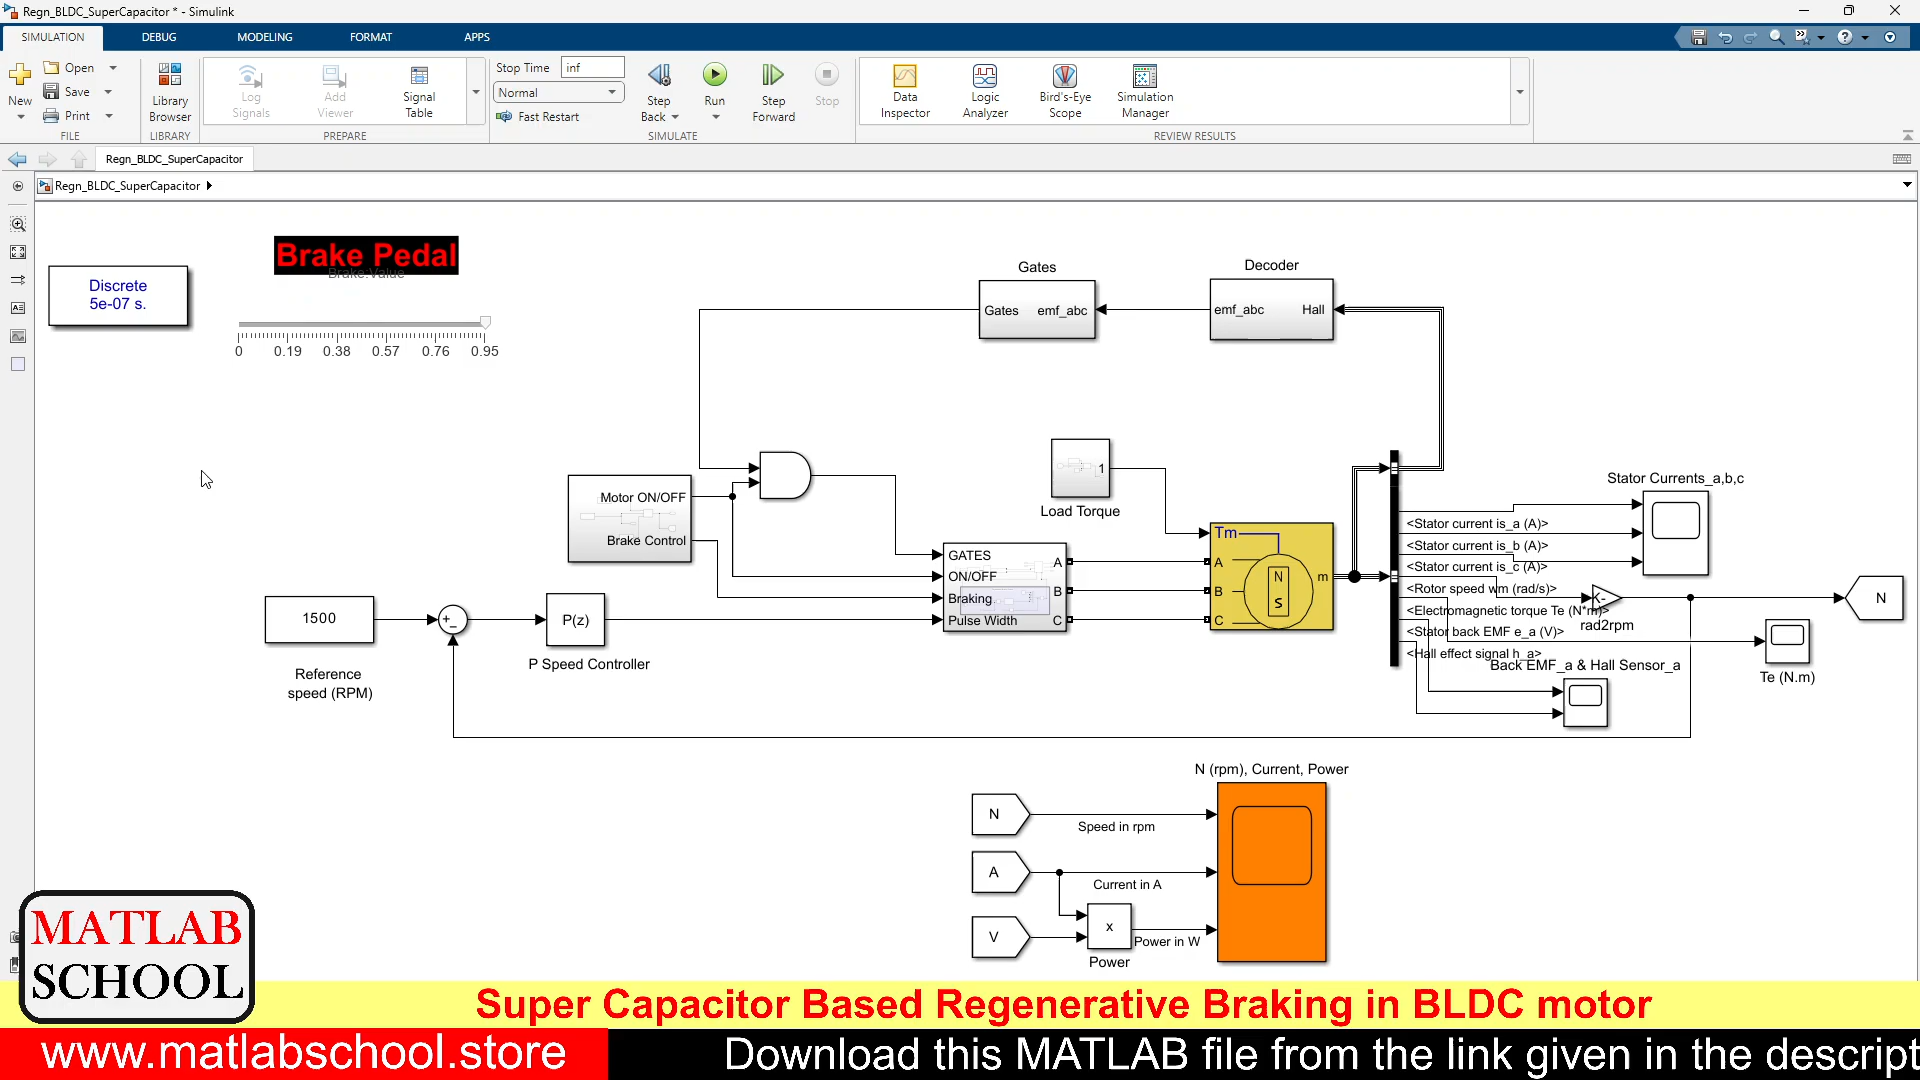 Regn_BLDC_SuperCapacitor * - Simulink
SIMULATION
DEBUG
MODELING
FORMAT
APPS
New
Open
Save
Print
FILE
Library
Browser
LIBRARY
Log
Signals
Add
Viewer
Signal
Table
PREPARE
Stop Time
inf
Normal
Fast Restart
Step
Back
Run
Step
Forward
Stop
SIMULATE
Data
Inspector
Logic
Analyzer
Bird's-Eye
Scope
Simulation
Manager
REVIEW RESULTS
Regn_BLDC_SuperCapacitor
Regn_BLDC_SuperCapacitor
Discrete
5e-07 s.
Brake Pedal
Brake:Value
0 0.19 0.38 0.57 0.76 0.95
Gates
Gates emf_abc
Decoder
emf_abc Hall
Motor ON/OFF
Brake Control
1
Load Torque
GATES
ON/OFF
Braking
Pulse Width
A
B
C
Tm
A
B
C
N
S
m
1500
Reference
speed (RPM)
+
_
P(z)
P Speed Controller
<Stator current is_a (A)>
<Stator current is_b (A)>
<Stator current is_c (A)>
<Rotor speed wm (rad/s)>
<Electromagnetic torque Te (N*m)>
<Stator back EMF e_a (V)>
<Hall effect signal h_a>
Stator Currents_a,b,c
K-
rad2rpm
N
Te (N.m)
Back EMF_a & Hall Sensor_a
N (rpm), Current, Power
N
Speed in rpm
A
Current in A
V
x
Power in W
Power
MATLAB
SCHOOL
Super Capacitor Based Regenerative Braking in BLDC motor
www.matlabschool.store
Download this MATLAB file from the link given in the descript